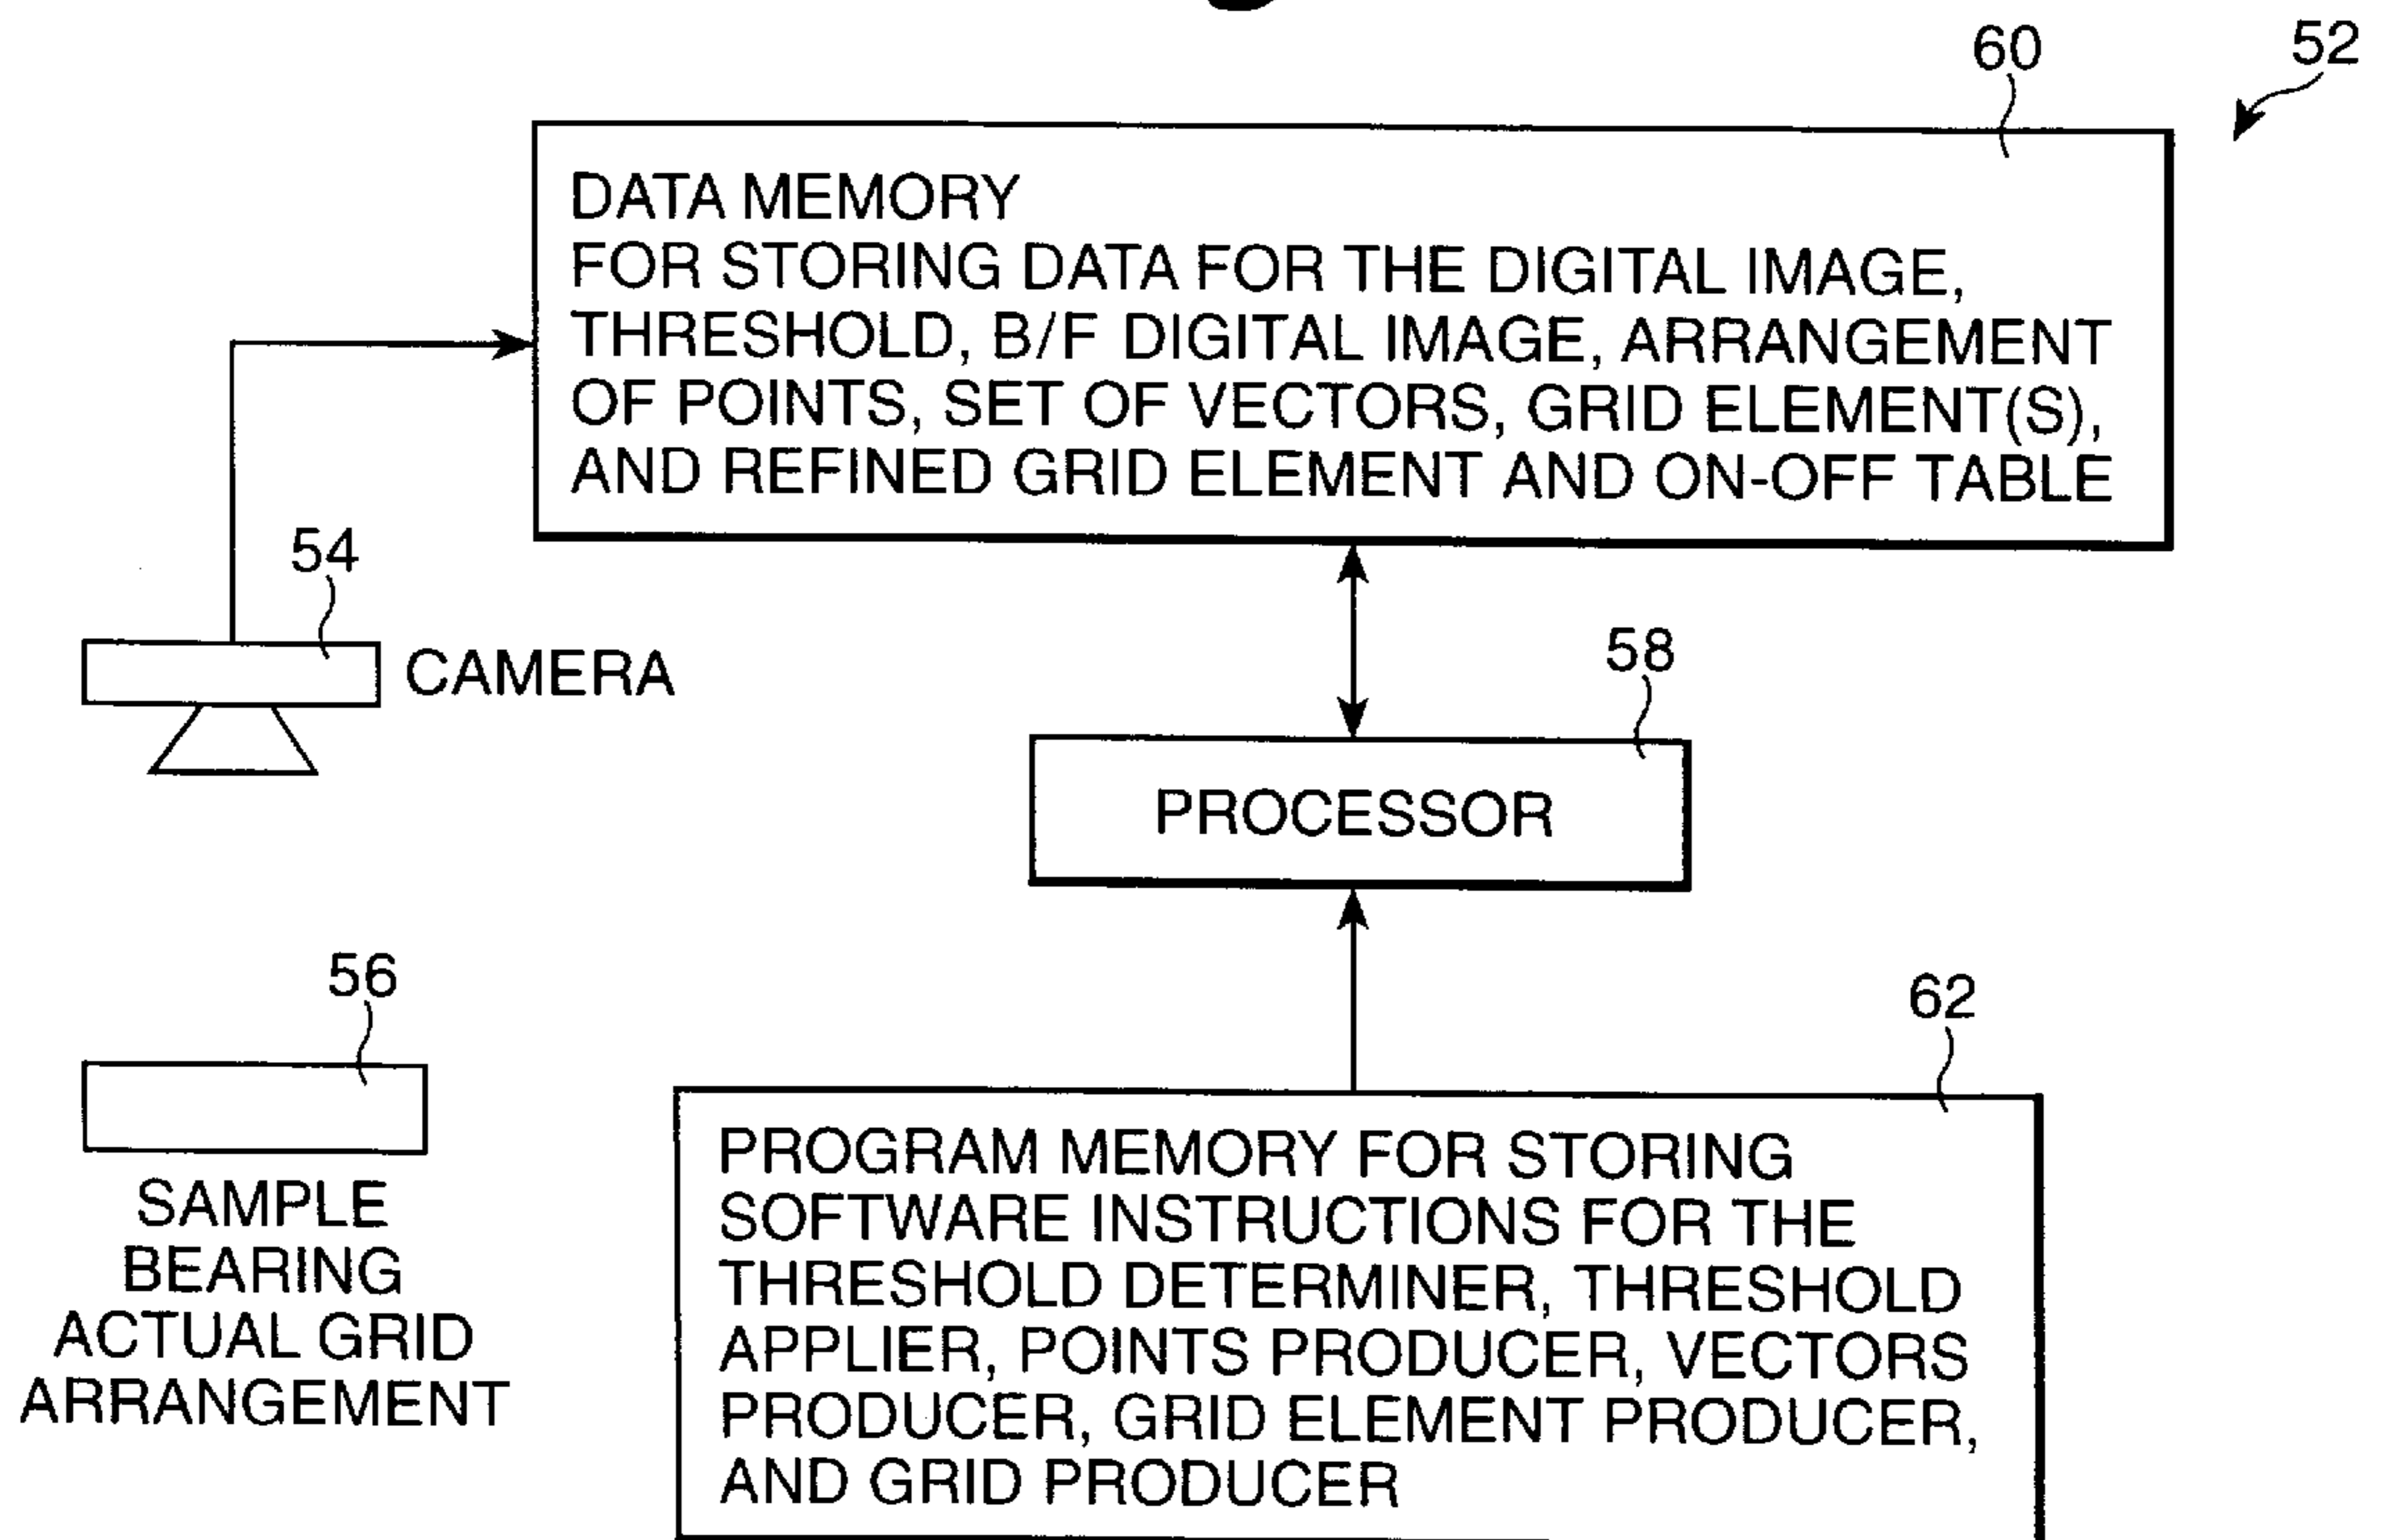 60
52
DATA MEMORY
FOR STORING DATA FOR THE DIGITAL IMAGE,
THRESHOLD, B/F DIGITAL IMAGE, ARRANGEMENT
OF POINTS, SET OF VECTORS, GRID ELEMENT(S),
AND REFINED GRID ELEMENT AND ON-OFF TABLE
54
CAMERA
58
PROCESSOR
56
SAMPLE
BEARING
ACTUAL GRID
ARRANGEMENT
62
PROGRAM MEMORY FOR STORING
SOFTWARE INSTRUCTIONS FOR THE
THRESHOLD DETERMINER, THRESHOLD
APPLIER, POINTS PRODUCER, VECTORS
PRODUCER, GRID ELEMENT PRODUCER,
AND GRID PRODUCER